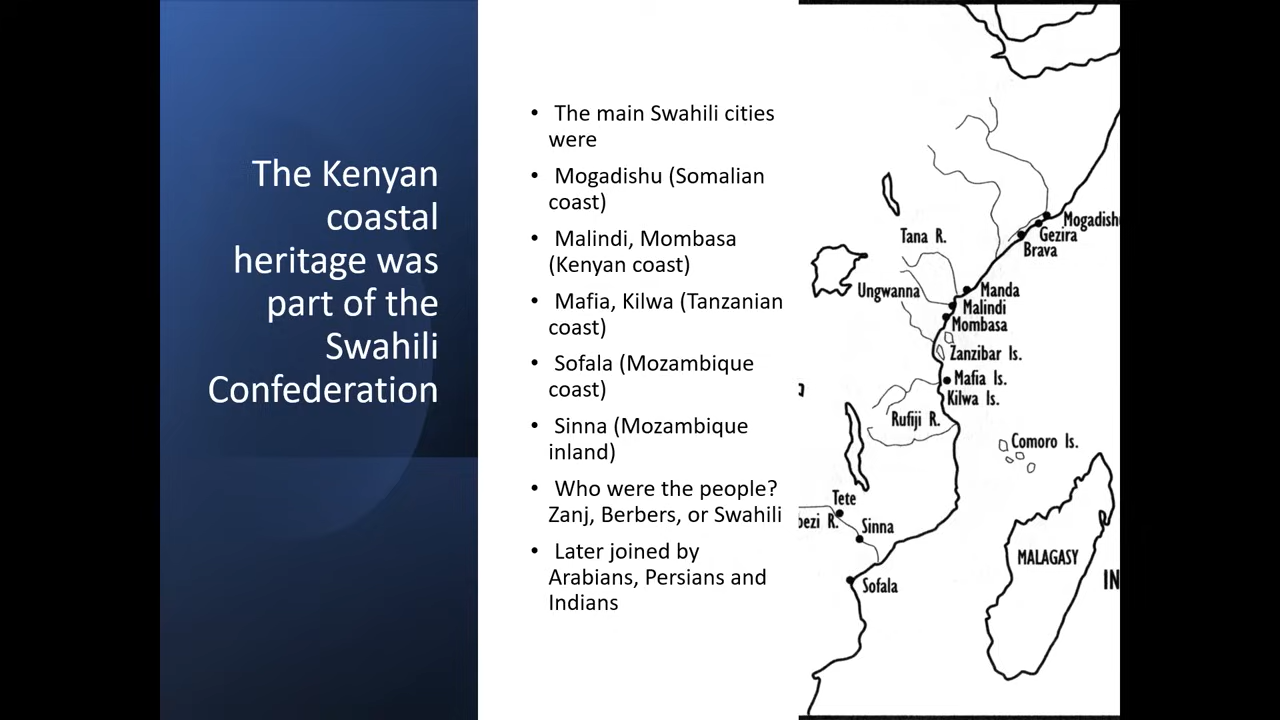 The Kenyan
coastal
heritage was
part of the
Swahili
Confederation
• The main Swahili cities
were
• Mogadishu (Somalian
coast)
• Malindi, Mombasa
(Kenyan coast)
• Mafia, Kilwa (Tanzanian
coast)
• Sofala (Mozambique
coast)
• Sinna (Mozambique
inland)
• Who were the people?
Zanj, Berbers, or Swahili
• Later joined by
Arabians, Persians and
Indians
Mogadish
Gezira
Brava
Tana R.
Ungwanna
Manda
Malindi
Mombasa
Zanzibar Is.
Mafia Is.
Kilwa Is.
Rufiji R.
Comoro Is.
Tete
bezi R.
Sinna
MALAGASY
Sofala
IN